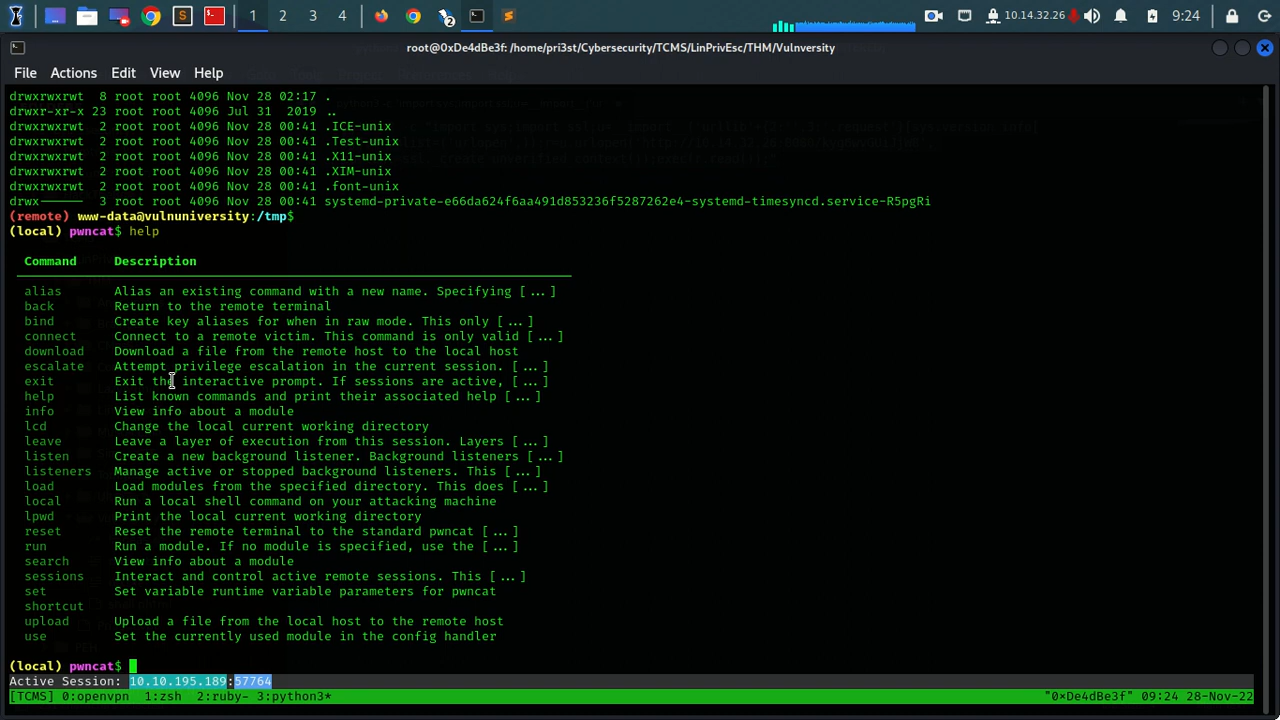 1 2 3 4 2 10.14.32.26 9:24
root@0xDe4dBe3f: /home/pri3st/Cybersecurity/TCMS/LinPrivEsc/THM/Vulnversity
File Actions Edit View Help
drwxrwxrwt 8 root root 4096 Nov 28 02:17 .
drwxr-xr-x 23 root root 4096 Jul 31 2019 ..
drwxrwxrwt 2 root root 4096 Nov 28 00:41 .ICE-unix
drwxrwxrwt 2 root root 4096 Nov 28 00:41 .Test-unix
drwxrwxrwt 2 root root 4096 Nov 28 00:41 .X11-unix
drwxrwxrwt 2 root root 4096 Nov 28 00:41 .XIM-unix
drwxrwxrwt 2 root root 4096 Nov 28 00:41 .font-unix
drwx------ 3 root root 4096 Nov 28 00:41 systemd-private-e66da624f6aa491d853236f5287262e4-systemd-timesyncd.service-R5pgRi
(remote) www-data@vulnuniversity:/tmp$
(local) pwncat$ help
Command Description
alias Alias an existing command with a new name. Specifying [...]
back Return to the remote terminal
bind Create key aliases for when in raw mode. This only [...]
connect Connect to a remote victim. This command is only valid [...]
download Download a file from the remote host to the local host
escalate Attempt privilege escalation in the current session. [...]
exit Exit the interactive prompt. If sessions are active, [...]
help List known commands and print their associated help [...]
info View info about a module
lcd Change the local current working directory
leave Leave a layer of execution from this session. Layers [...]
listen Create a new background listener. Background listeners [...]
listeners Manage active or stopped background listeners. This [...]
load Load modules from the specified directory. This does [...]
local Run a local shell command on your attacking machine
lpwd Print the local current working directory
reset Reset the remote terminal to the standard pwncat [...]
run Run a module. If no module is specified, use the [...]
search View info about a module
sessions Interact and control active remote sessions. This [...]
set Set variable runtime variable parameters for pwncat
shortcut
upload Upload a file from the local host to the remote host
use Set the currently used module in the config handler
(local) pwncat$
Active Session: 10.10.195.189:57764
[TCMS] 0:openvpn 1:zsh 2:ruby- 3:python3* "0×De4dBe3f" 09:24 28-Nov-22